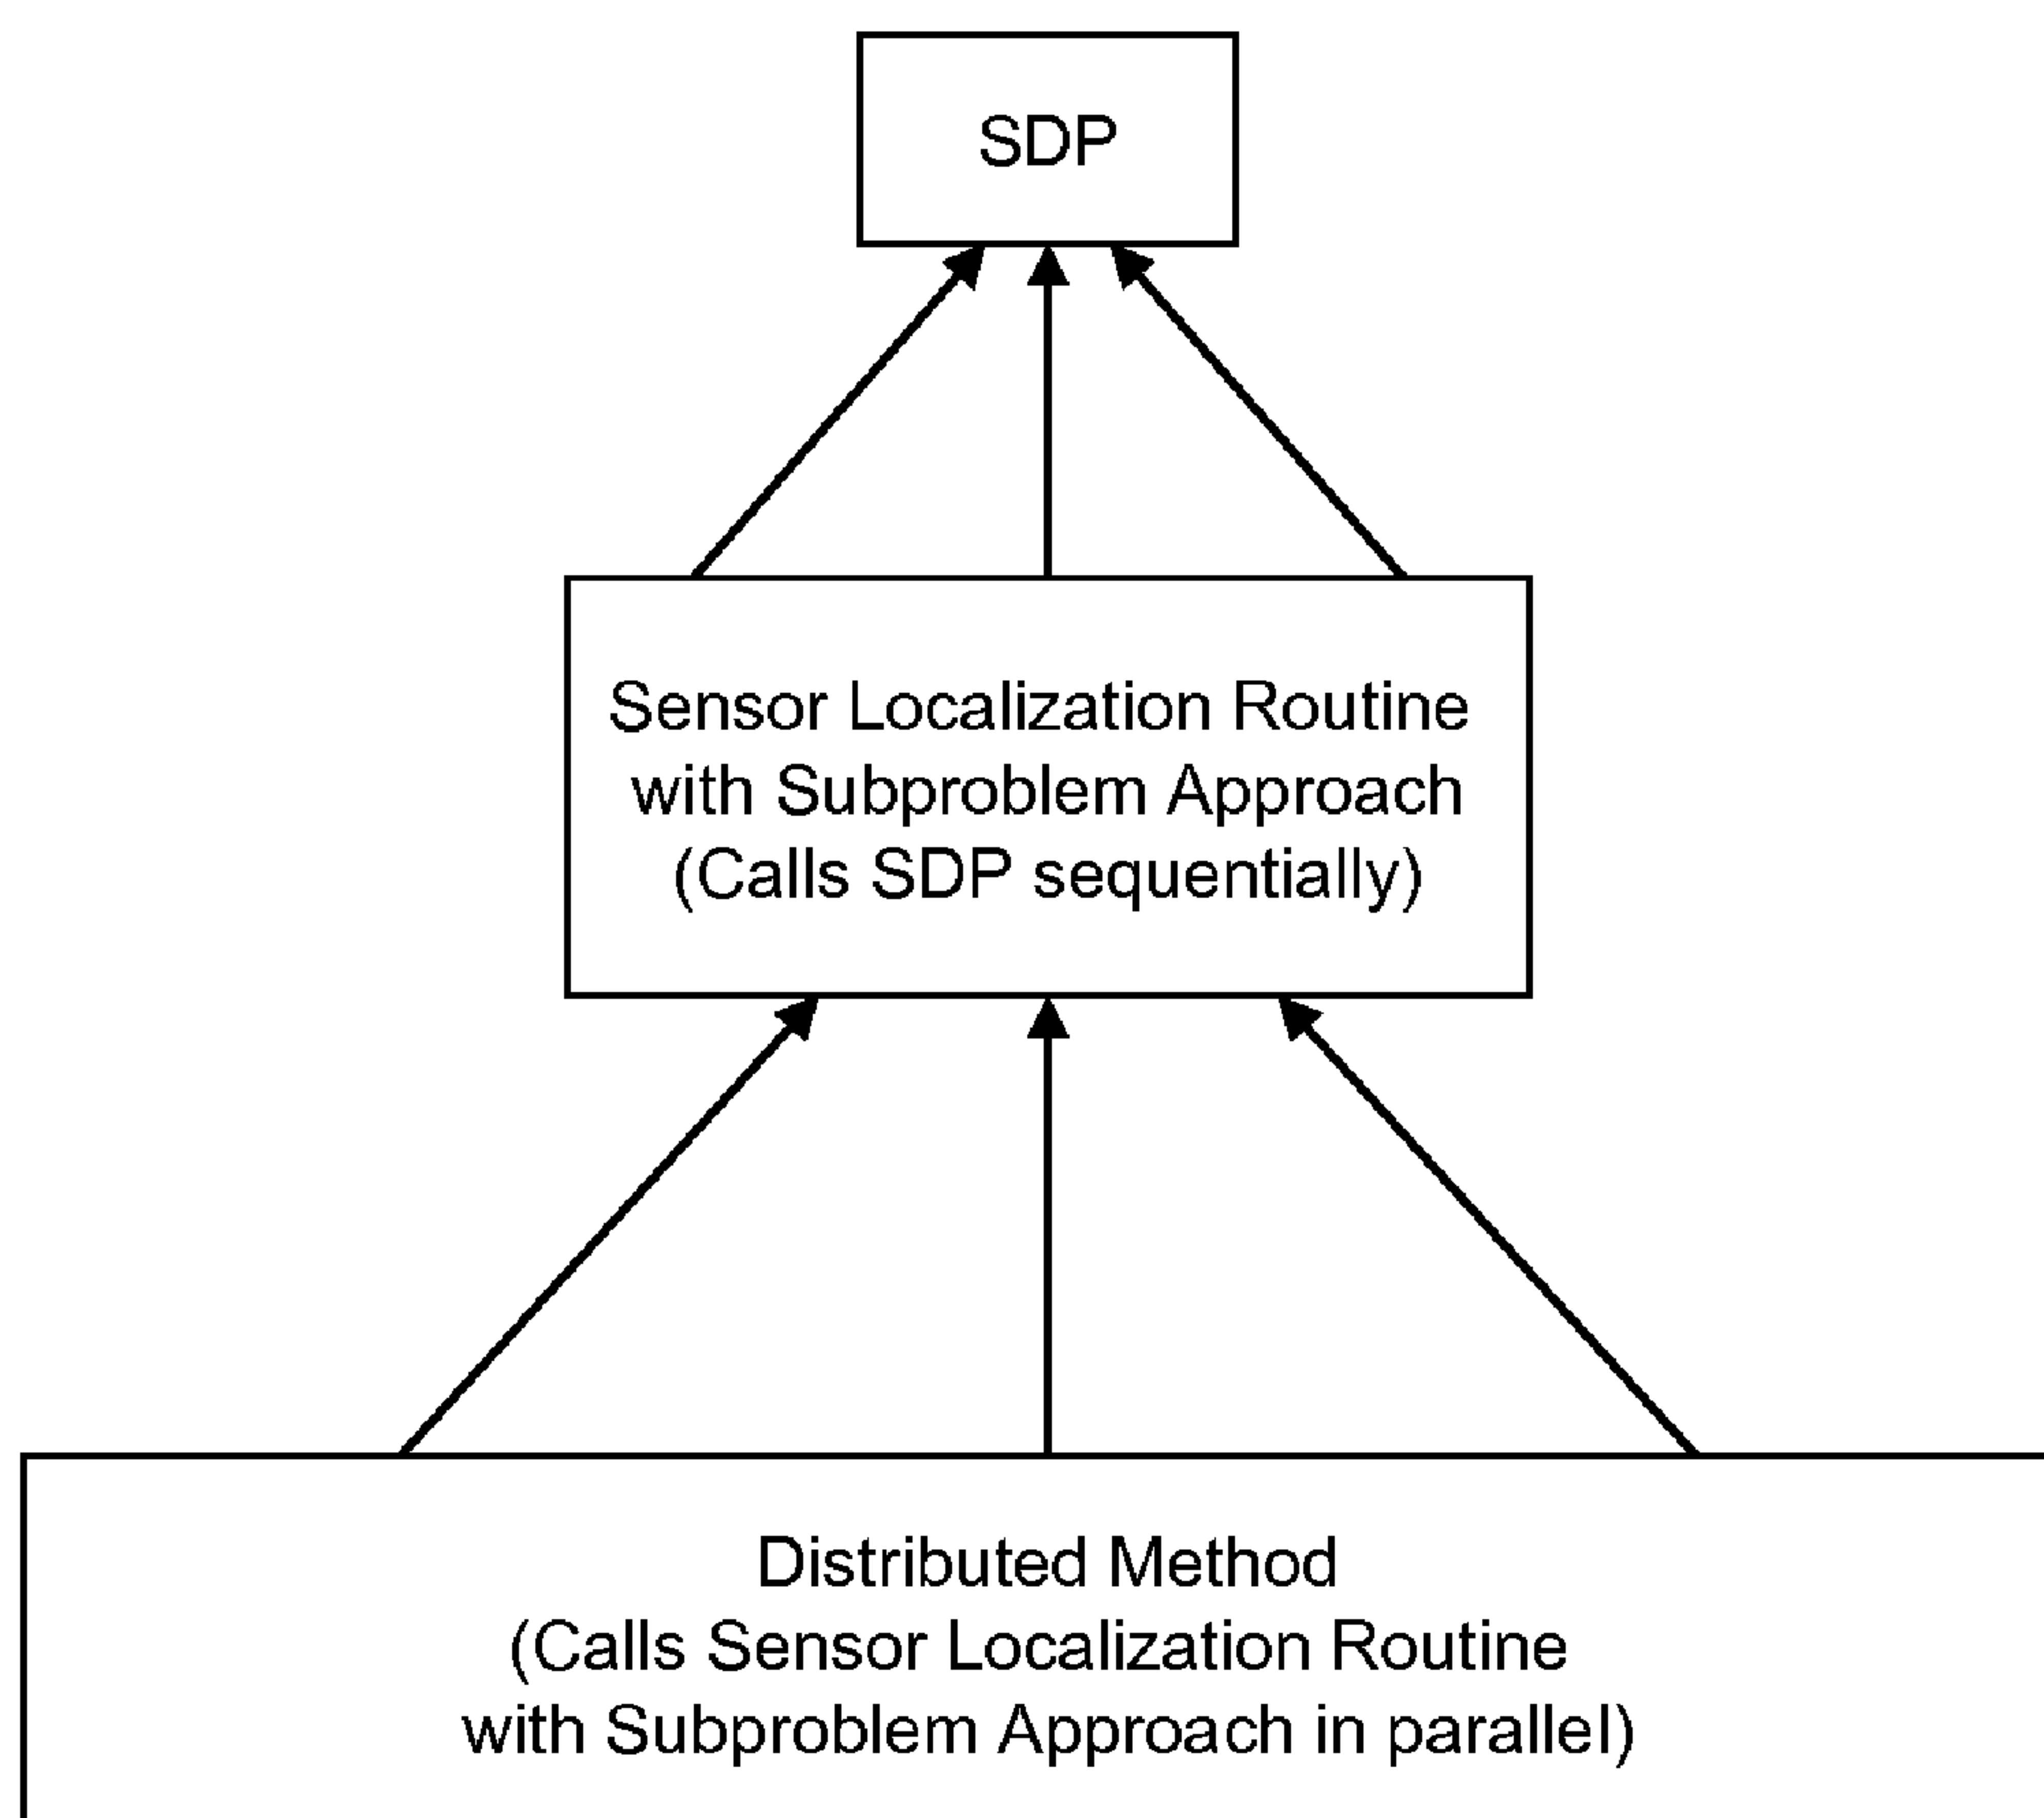 SDP
Sensor Localization Routine
with Subproblem Approach
(Calls SDP sequentially)
Distributed Method
(Calls Sensor Localization Routine
with Subproblem Approach in parallel)